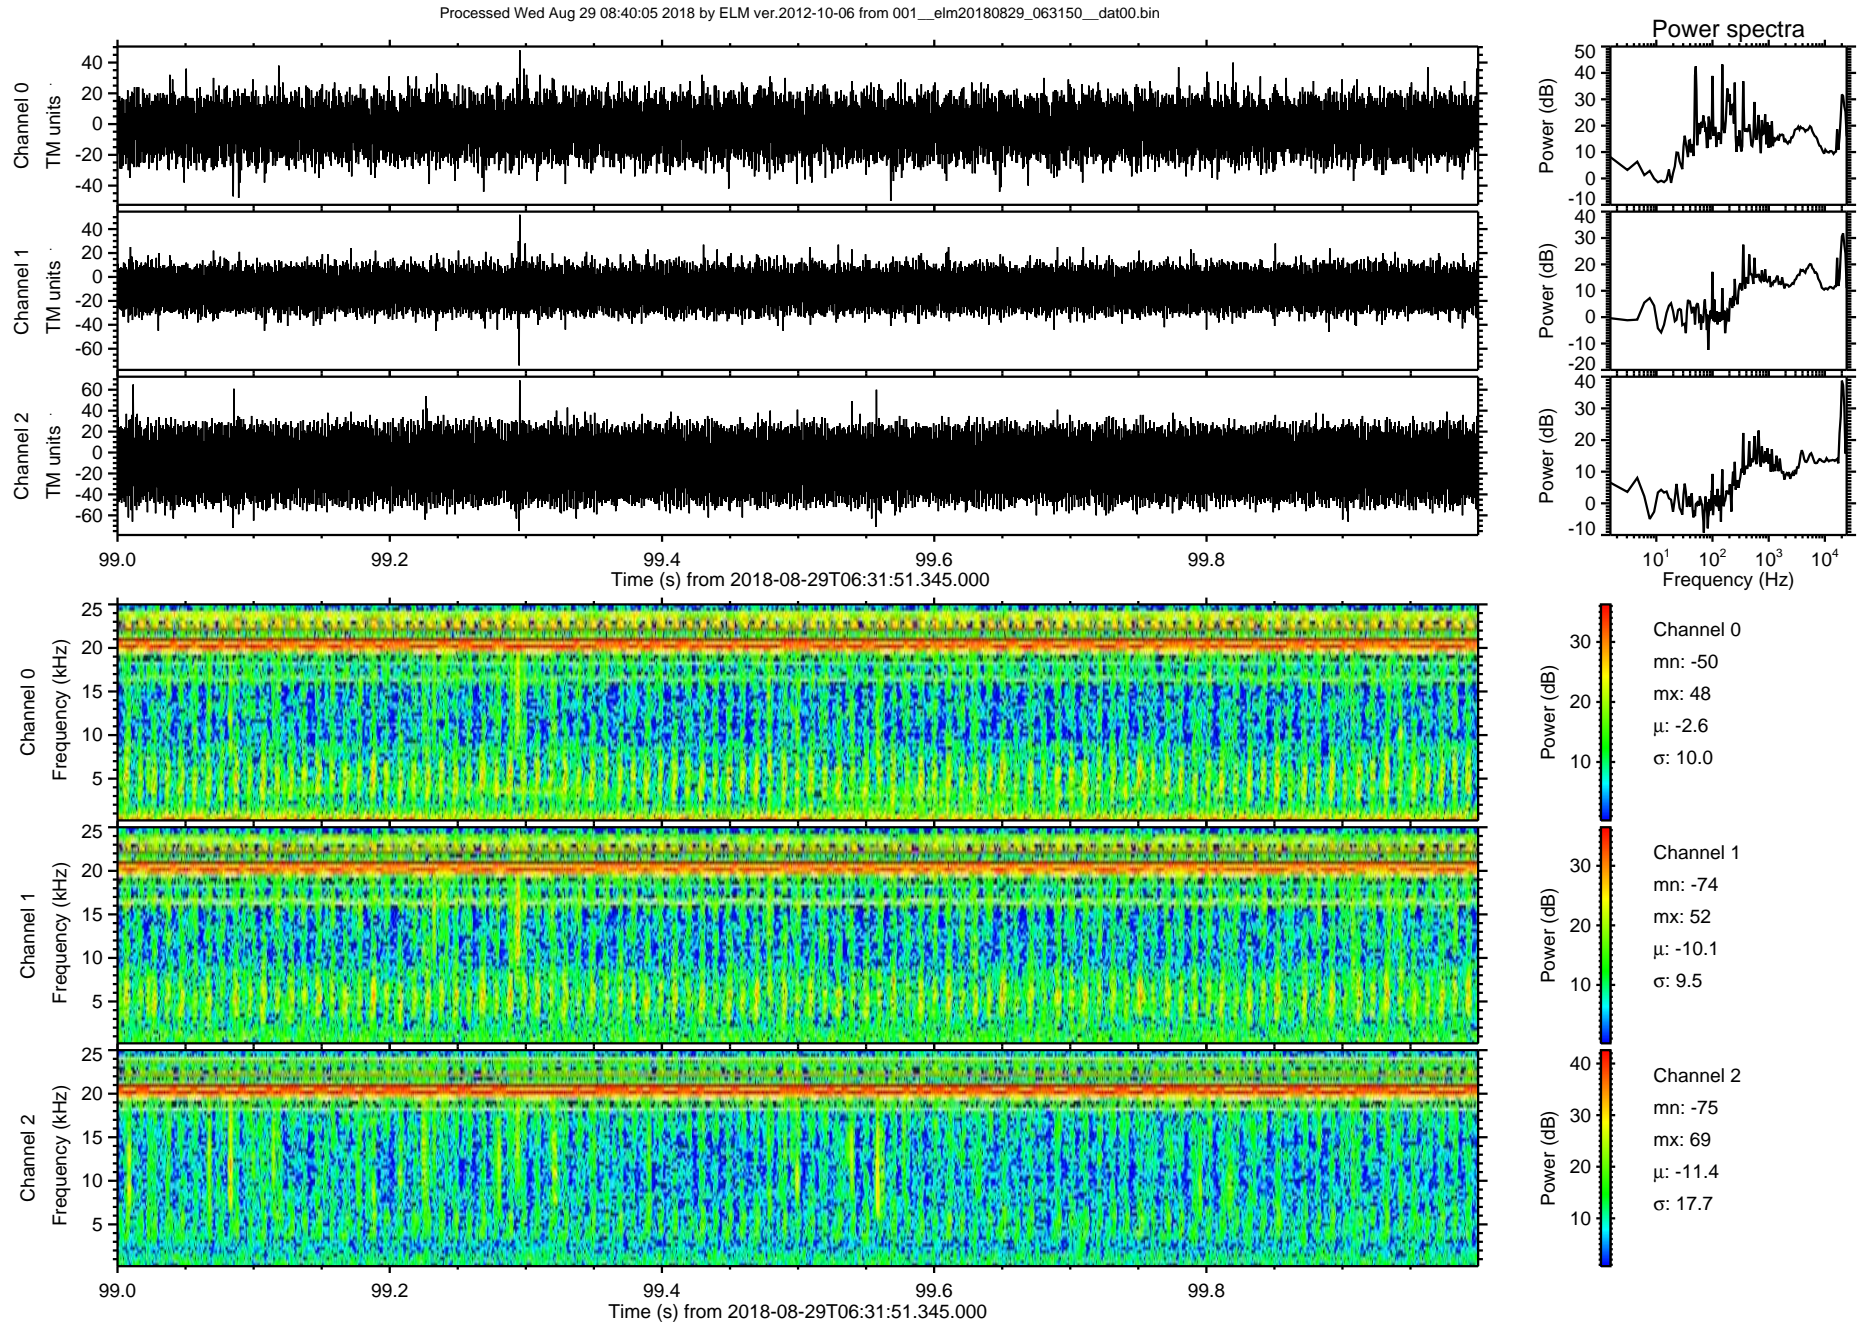 Processed Wed Aug 29 08:40:05 2018 by ELM ver.2012-10-06 from 001__elm20180829_063150__dat00.bin
Power spectra
Channel 0
TM units
40
20
0
-20
-40
Power (dB)
50
40
30
20
10
0
-10
Channel 1
TM units
40
20
0
-20
-40
-60
Power (dB)
40
30
20
10
0
-10
-20
Channel 2
TM units
60
40
20
0
-20
-40
-60
Power (dB)
40
30
20
10
0
-10
99.0 99.2 99.4 99.6 99.8
Time (s) from 2018-08-29T06:31:51.345.000
10^1 10^2 10^3 10^4
Frequency (Hz)
Channel 0
Frequency (kHz)
25
20
15
10
5
Power (dB)
30
20
10
Channel 0
mn: -50
mx: 48
μ: -2.6
σ: 10.0
Channel 1
Frequency (kHz)
25
20
15
10
5
Power (dB)
30
20
10
Channel 1
mn: -74
mx: 52
μ: -10.1
σ: 9.5
Channel 2
Frequency (kHz)
25
20
15
10
5
Power (dB)
40
30
20
10
Channel 2
mn: -75
mx: 69
μ: -11.4
σ: 17.7
99.0 99.2 99.4 99.6 99.8
Time (s) from 2018-08-29T06:31:51.345.000